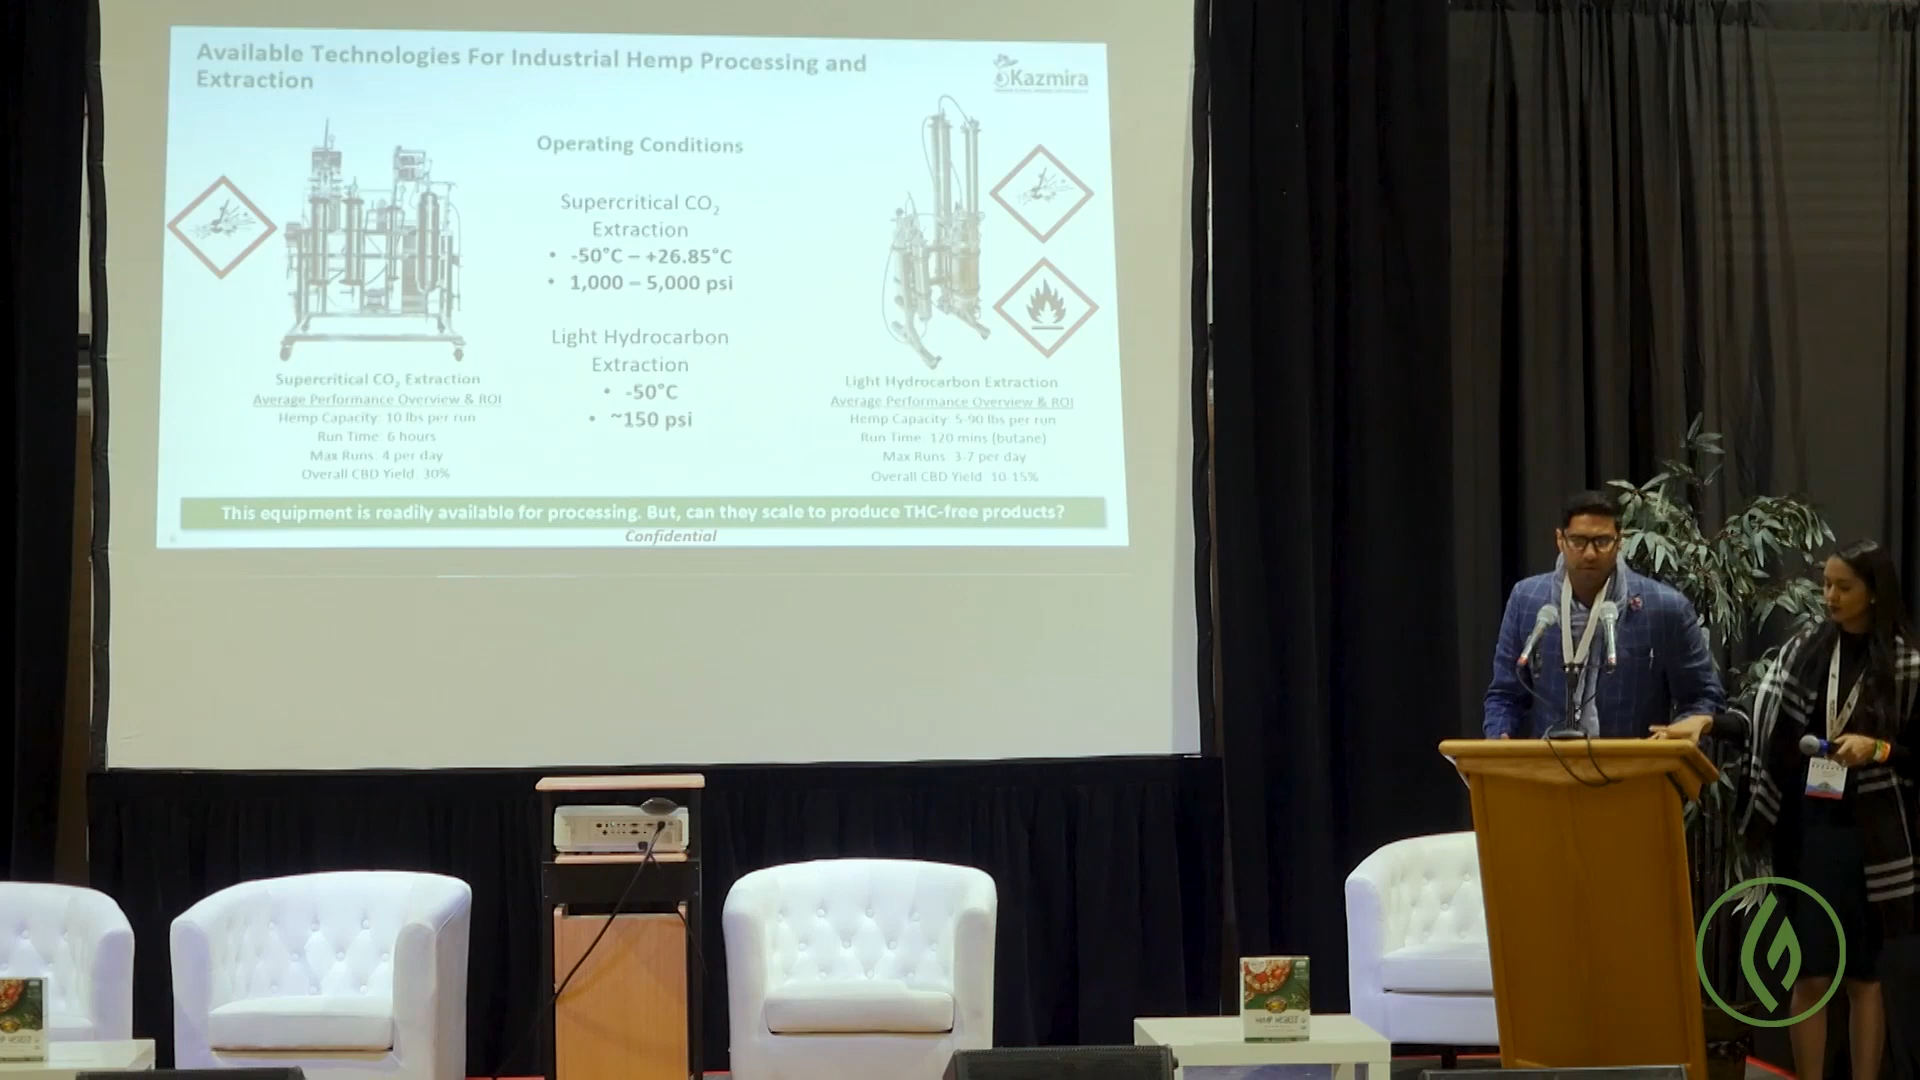 Available Technologies For Industrial Hemp Processing and
Extraction
Kazmira
Operating Conditions
Supercritical CO₂
Extraction
• -50°C – +26.85°C
• 1,000 – 5,000 psi
Light Hydrocarbon
Extraction
• -50°C
• ~150 psi
Supercritical CO₂ Extraction
Average Performance Overview & ROI
Hemp Capacity: 10 lbs per run
Run Time: 6 hours
Max Runs: 4 per day
Overall CBD Yield: 30%
Light Hydrocarbon Extraction
Average Performance Overview & ROI
Hemp Capacity: 5-90 lbs per run
Run Time: 120 mins (butane)
Max Runs: 3-7 per day
Overall CBD Yield: 10-15%
This equipment is readily available for processing. But, can they scale to produce THC-free products?
Confidential